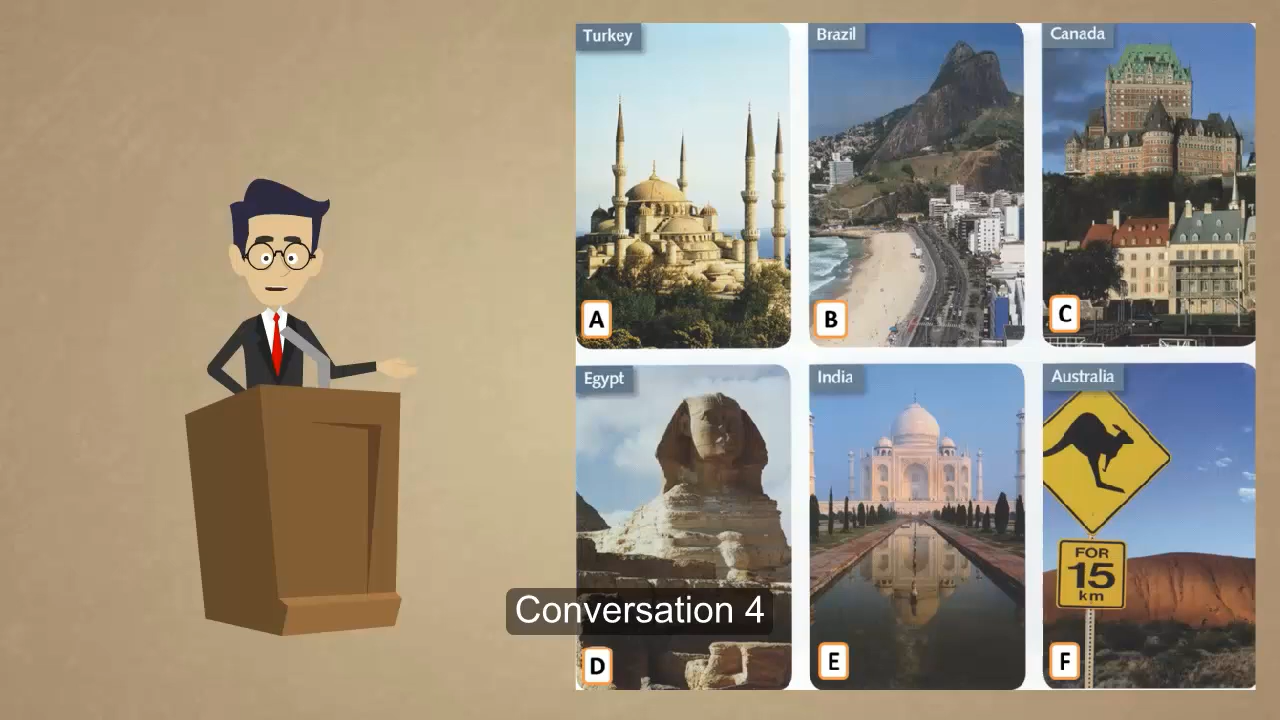 Turkey
Brazil
Canada
A
B
C
Egypt
India
Australia
FOR
15
km
Conversation 4
D
E
F